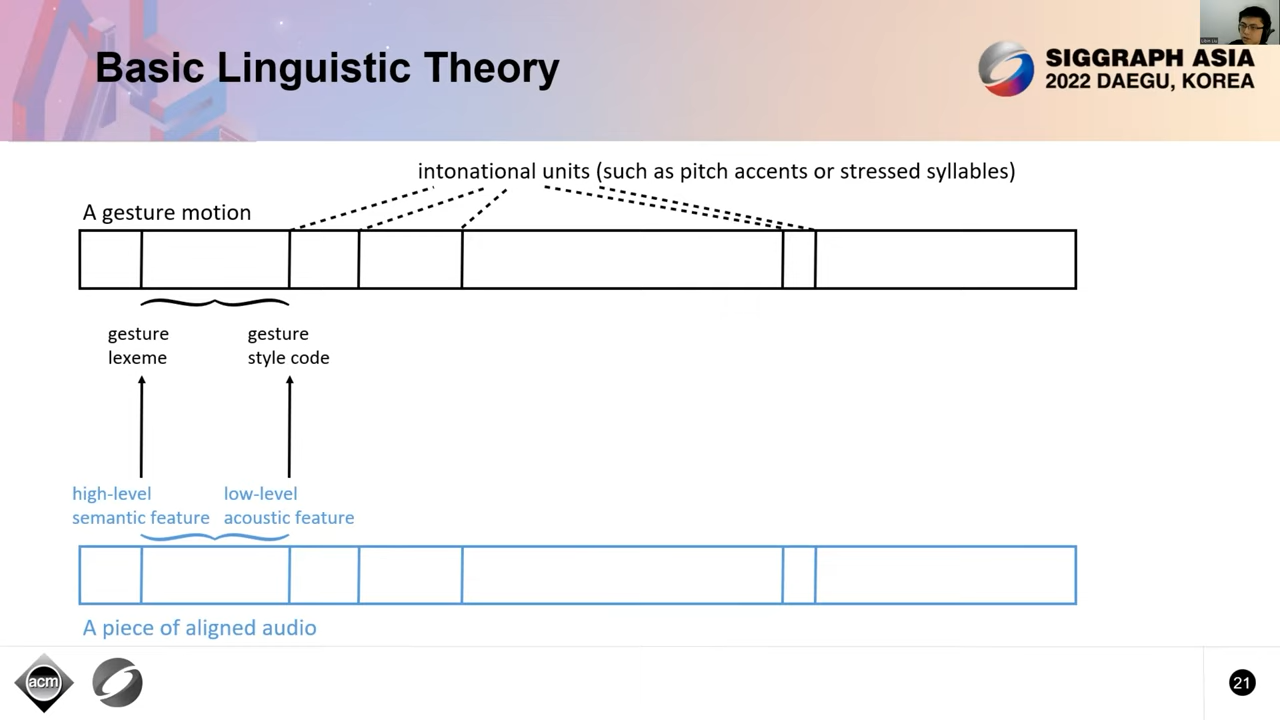 Basic Linguistic Theory
SIGGRAPH ASIA
2022 DAEGU, KOREA
intonational units (such as pitch accents or stressed syllables)
A gesture motion
gesture
lexeme
gesture
style code
high-level
semantic feature
low-level
acoustic feature
A piece of aligned audio
acm
21